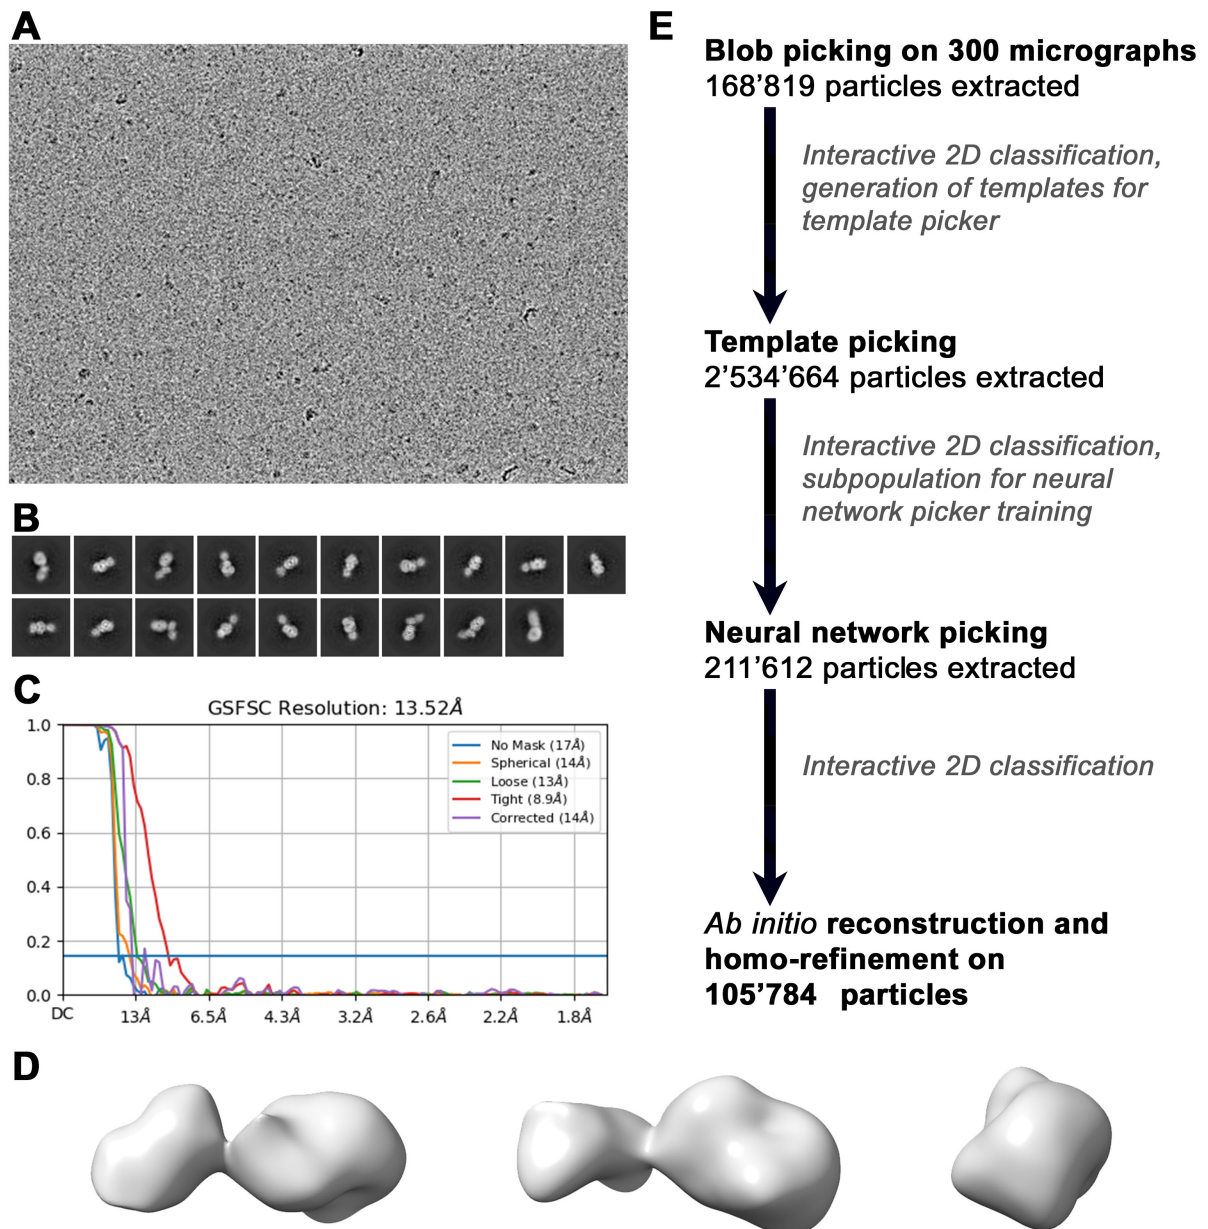 A
B
C
GSFSC Resolution: 13.52Å
1.0
0.8
0.6
0.4
0.2
0.0
No Mask (17Å)
Spherical (14Å)
Loose (13Å)
Tight (8.9Å)
Corrected (14Å)
DC 13Å 6.5Å 4.3Å 3.2Å 2.6Å 2.2Å 1.8Å
D
E
Blob picking on 300 micrographs
168’819 particles extracted
Interactive 2D classification,
generation of templates for
template picker
Template picking
2’534’664 particles extracted
Interactive 2D classification,
subpopulation for neural
network picker training
Neural network picking
211’612 particles extracted
Interactive 2D classification
Ab initio reconstruction and
homo-refinement on
105’784 particles